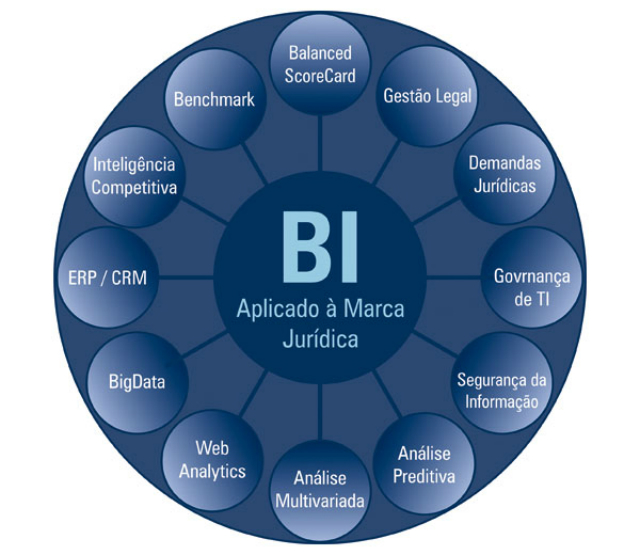 Balanced
ScoreCard
Gestão Legal
Demandas
Jurídicas
Govrnança
de TI
Segurança da
Informação
Análise
Preditiva
Análise
Multivariada
Web
Analytics
BigData
ERP / CRM
Inteligência
Competitiva
Benchmark
BI
Aplicado à Marca
Jurídica